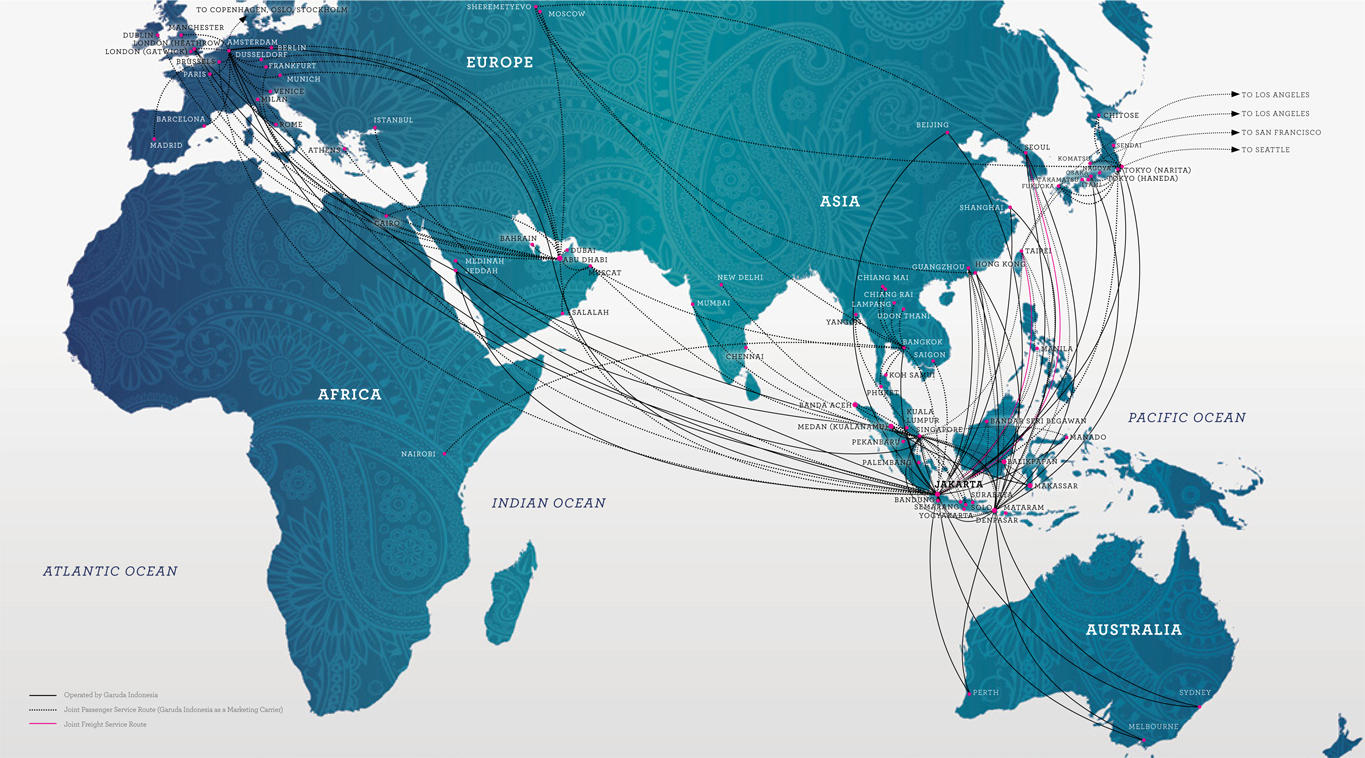 TO COPENHAGEN, OSLO, STOCKHOLM
SHEREMETYEVO
MOSCOW
MANCHESTER
DUBLIN
LONDON (HEATHROW)
LONDON (GATWICK)
AMSTERDAM
BERLIN
DUSSELDORF
BRUSSELS
FRANKFURT
PARIS
MUNICH
VENICE
MILAN
BARCELONA
ROME
MADRID
ISTANBUL
ATHENS
EUROPE
ASIA
BEIJING
SEOUL
CHITOSE
SENDAI
KOMATSU
NAGOYA
OSAKA
ITAMI
TAKAMATSU
FUKUOKA
TOKYO (NARITA)
TOKYO (HANEDA)
TO LOS ANGELES
TO LOS ANGELES
TO SAN FRANCISCO
TO SEATTLE
SHANGHAI
TAIPEI
GUANGZHOU
HONG KONG
CAIRO
BAHRAIN
DUBAI
ABU DHABI
MUSCAT
MEDINAH
JEDDAH
SALALAH
NEW DELHI
MUMBAI
CHENNAI
CHIANG MAI
CHIANG RAI
LAMPANG
UDON THANI
YANGON
BANGKOK
SAIGON
KOH SAMUI
PHUKET
MANILA
AFRICA
NAIROBI
BANDA ACEH
KUALA
LUMPUR
MEDAN (KUALANAMU)
SINGAPORE
PEKANBARU
PALEMBANG
BANDAR SERI BEGAWAN
MANADO
BALIKPAPAN
MAKASSAR
JAKARTA
BANDUNG
SURABAYA
SEMARANG
SOLO
MATARAM
YOGYAKARTA
DENPASAR
PACIFIC OCEAN
INDIAN OCEAN
ATLANTIC OCEAN
AUSTRALIA
PERTH
SYDNEY
MELBOURNE
Operated by Garuda Indonesia
Joint Passenger Service Route (Garuda Indonesia as a Marketing Carrier)
Joint Freight Service Route